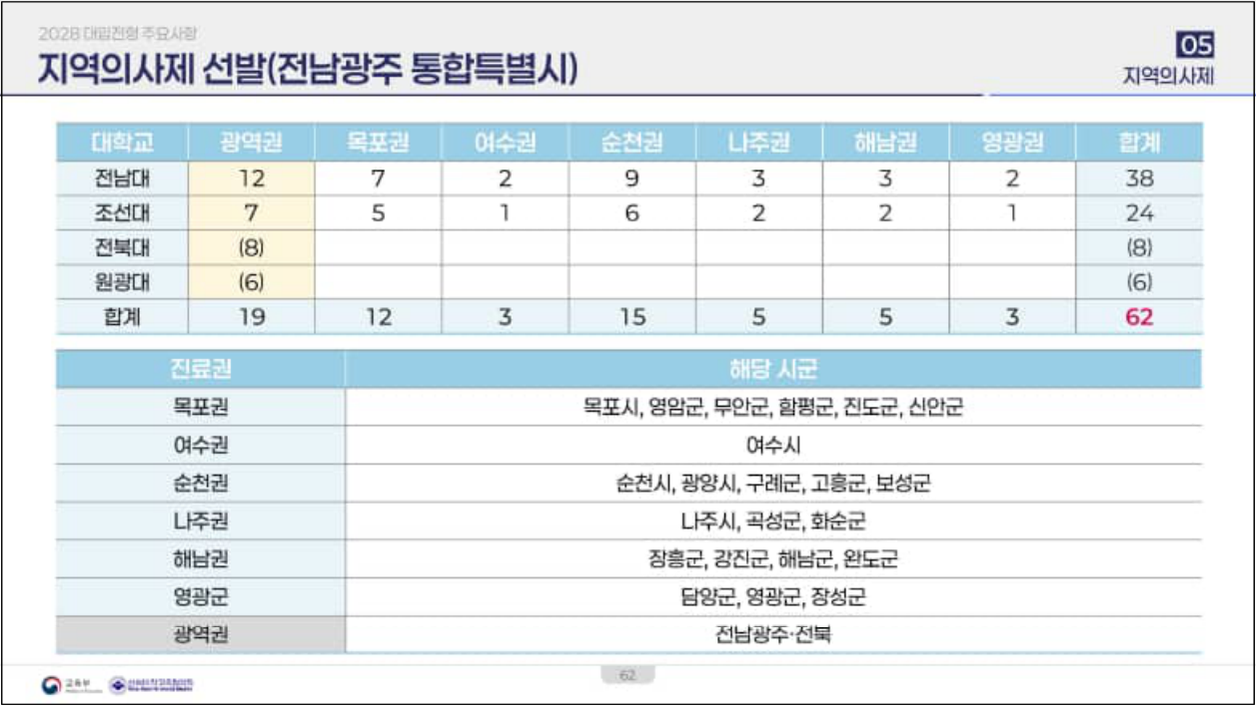 2028 대입전형 주요사항
지역의사제 선발(전남광주 통합특별시)
05
지역의사제
대학교 광역권 목포권 여수권 순천권 나주권 해남권 영광권 합계
전남대 12 7 2 9 3 3 2 38
조선대 7 5 1 6 2 2 1 24
전북대 (8) (8)
원광대 (6) (6)
합계 19 12 3 15 5 5 3 62
진료권 해당 시군
목포권 목포시, 영암군, 무안군, 함평군, 진도군, 신안군
여수권 여수시
순천권 순천시, 광양시, 구례군, 고흥군, 보성군
나주권 나주시, 곡성군, 화순군
해남권 장흥군, 강진군, 해남군, 완도군
영광군 담양군, 영광군, 장성군
광역권 전남광주·전북
교육부
62